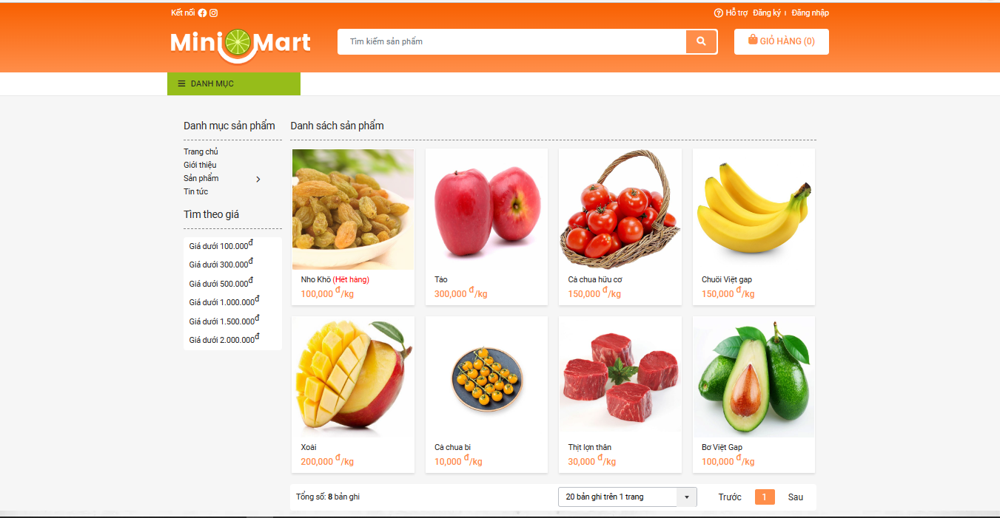 Kết nối
Hỗ trợ Đăng ký Đăng nhập
Mini Mart
Tìm kiếm sản phẩm
GIỎ HÀNG (0)
DANH MỤC
Danh mục sản phẩm
Trang chủ
Giới thiệu
Sản phẩm
Tin tức
Tìm theo giá
Giá dưới 100.000đ
Giá dưới 300.000đ
Giá dưới 500.000đ
Giá dưới 1.000.000đ
Giá dưới 1.500.000đ
Giá dưới 2.000.000đ
Danh sách sản phẩm
Nho Khô (Hết hàng)
100,000 đ/kg
Táo
300,000 đ/kg
Cà chua hữu cơ
150,000 đ/kg
Chuối Việt gap
150,000 đ/kg
Xoài
200,000 đ/kg
Cà chua bi
10,000 đ/kg
Thịt lợn thăn
30,000 đ/kg
Bơ Việt Gap
100,000 đ/kg
Tổng số: 8 bản ghi
20 bản ghi trên 1 trang
Trước 1 Sau